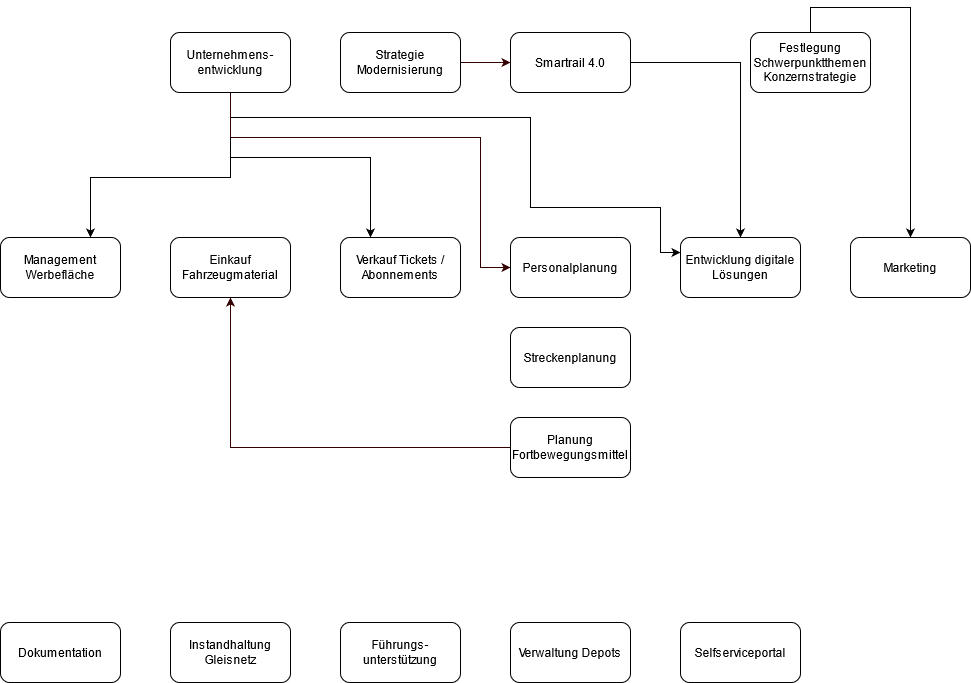 Unternehmens-
entwicklung
Strategie
Modernisierung
Smartrail 4.0
Festlegung
Schwerpunktthemen
Konzernstrategie
Management
Werbefläche
Einkauf
Fahrzeugmaterial
Verkauf Tickets /
Abonnements
Personalplanung
Entwicklung digitale
Lösungen
Marketing
Streckenplanung
Planung
Fortbewegungsmittel
Dokumentation
Instandhaltung
Gleisnetz
Führungs-
unterstützung
Verwaltung Depots
Selfserviceportal